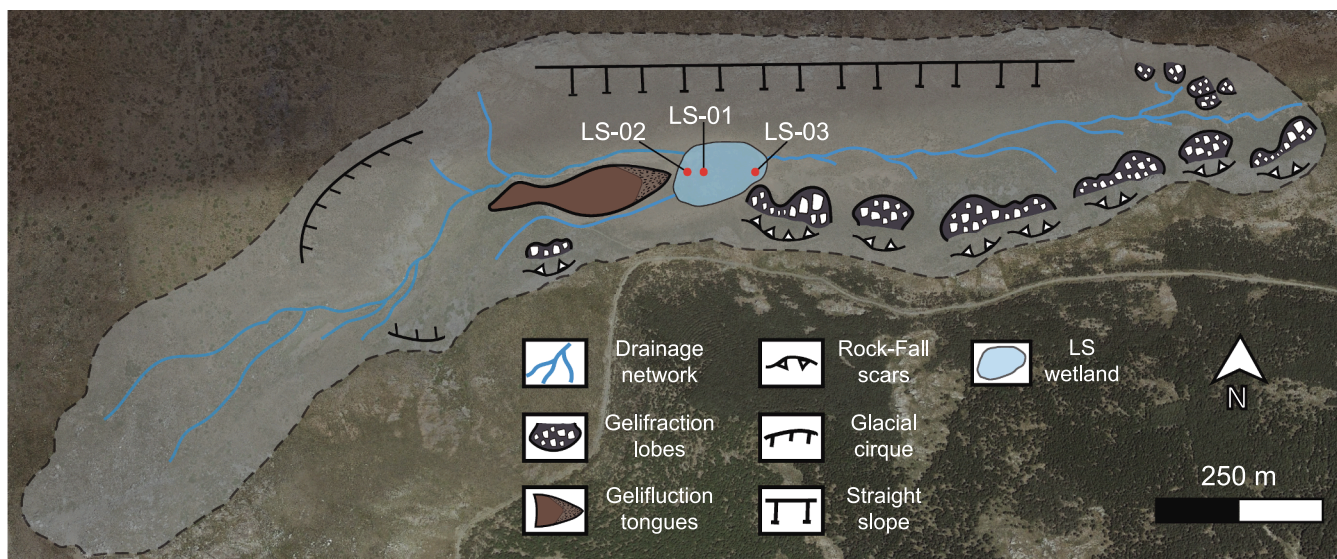 LS-01
LS-02
LS-03
Drainage
network
Rock-Fall
scars
LS
wetland
Gelifraction
lobes
Glacial
cirque
Gelifluction
tongues
Straight
slope
N
250 m